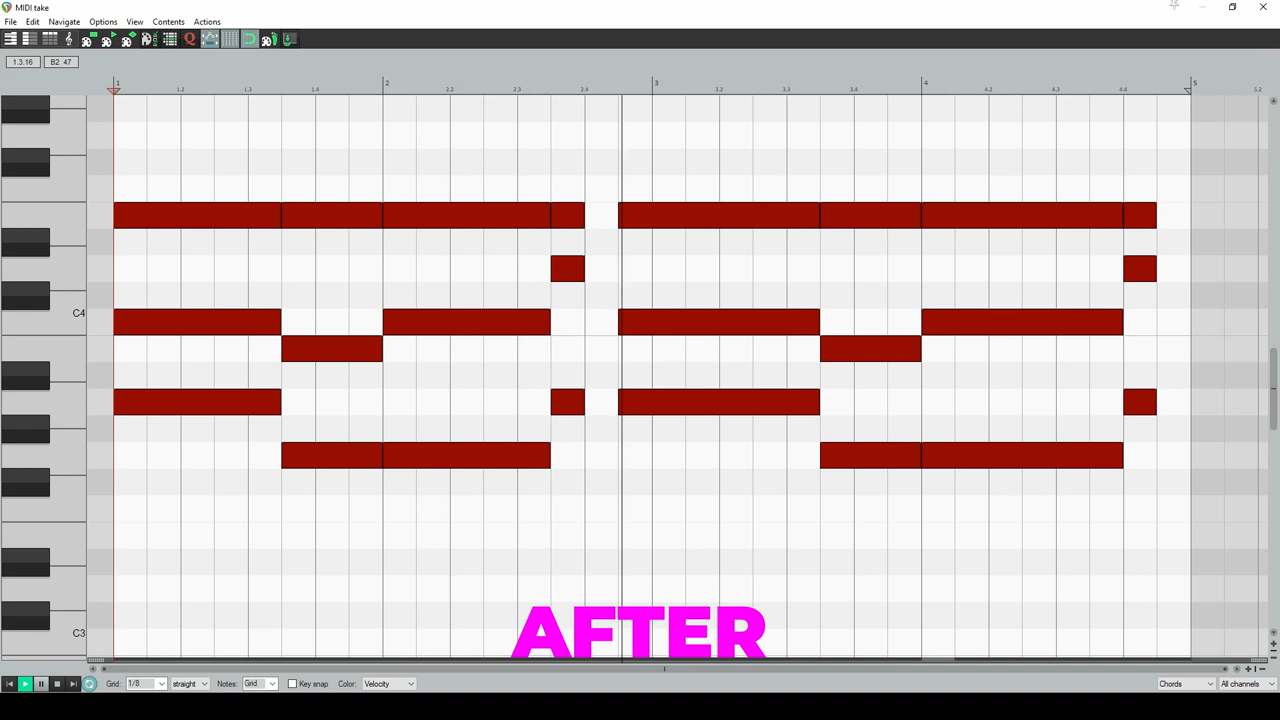 MIDI take
File Edit Navigate Options View Contents Actions
Q
1.3.16 B2 47
1 2 3 4 5
1.2 1.3 1.4 2.2 2.3 2.4 3.2 3.3 3.4 4.2 4.3 4.4 5.2
C4
C3
AFTER
Grid: 1/8 straight Notes: Grid Key snap Color: Velocity Chords All channels